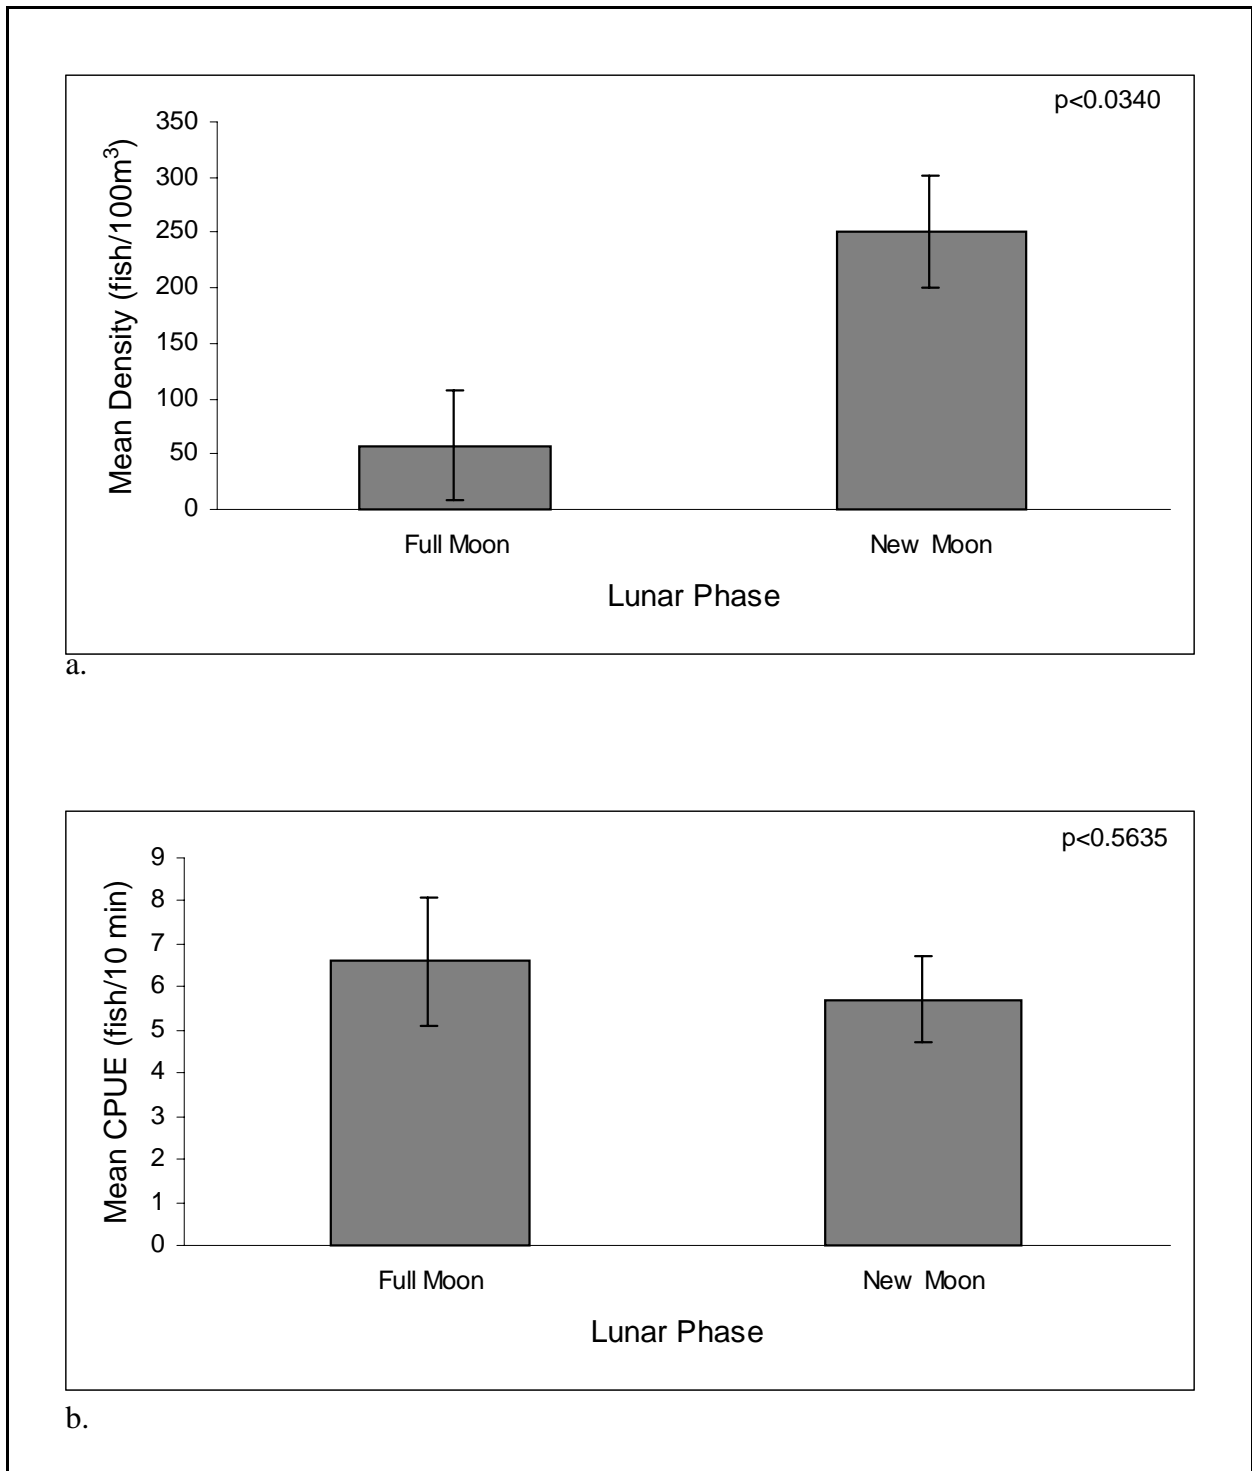 p<0.0340
Mean Density (fish/100m³)
350
300
250
200
150
100
50
0
Full Moon New Moon
Lunar Phase
a.
p<0.5635
Mean CPUE (fish/10 min)
9
8
7
6
5
4
3
2
1
0
Full Moon New Moon
Lunar Phase
b.